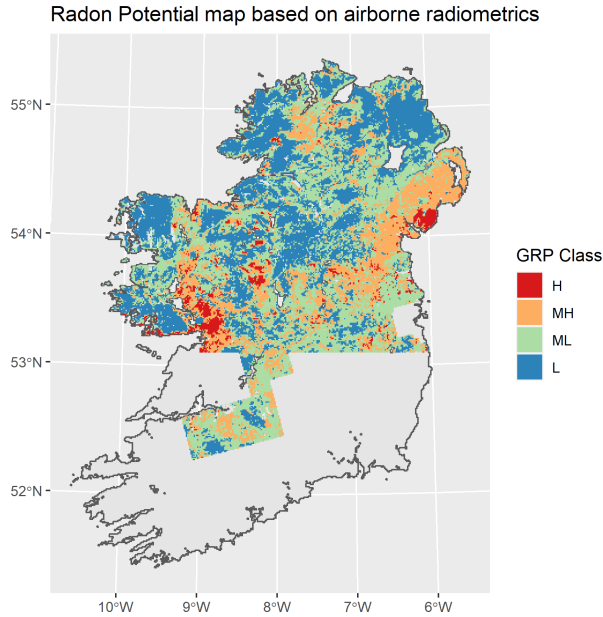 Radon Potential map based on airborne radiometrics
55°N
54°N
53°N
52°N
10°W 9°W 8°W 7°W 6°W
GRP Class
H
MH
ML
L